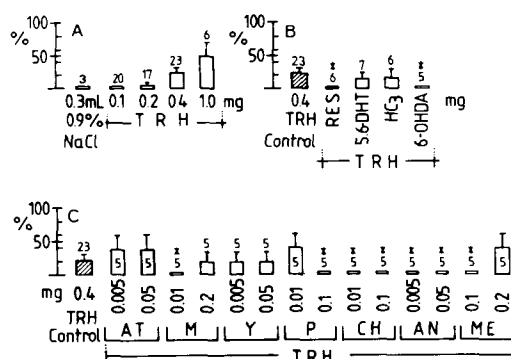 A
%
100
50
3
20
17
23
6
0.3mL 0.1 0.2 0.4 1.0 mg
0.9% T R H
NaCl
B
%
100
50
23
x
6
7
6
x
5
0.4
TRH
Control
RES
5.6-DHT
HC3
6-OHDA
mg
T R H
C
%
100
50
23
5 5 x 5 5 5 5 5 x 5 x 5 x 5 x 5 x 5 x 5 5
mg 0.4 0.005 0.05 0.01 0.2 0.005 0.05 0.01 0.1 0.01 0.1 0.005 0.05 0.1 0.2
TRH
Control AT M Y P CH AN ME
T R H